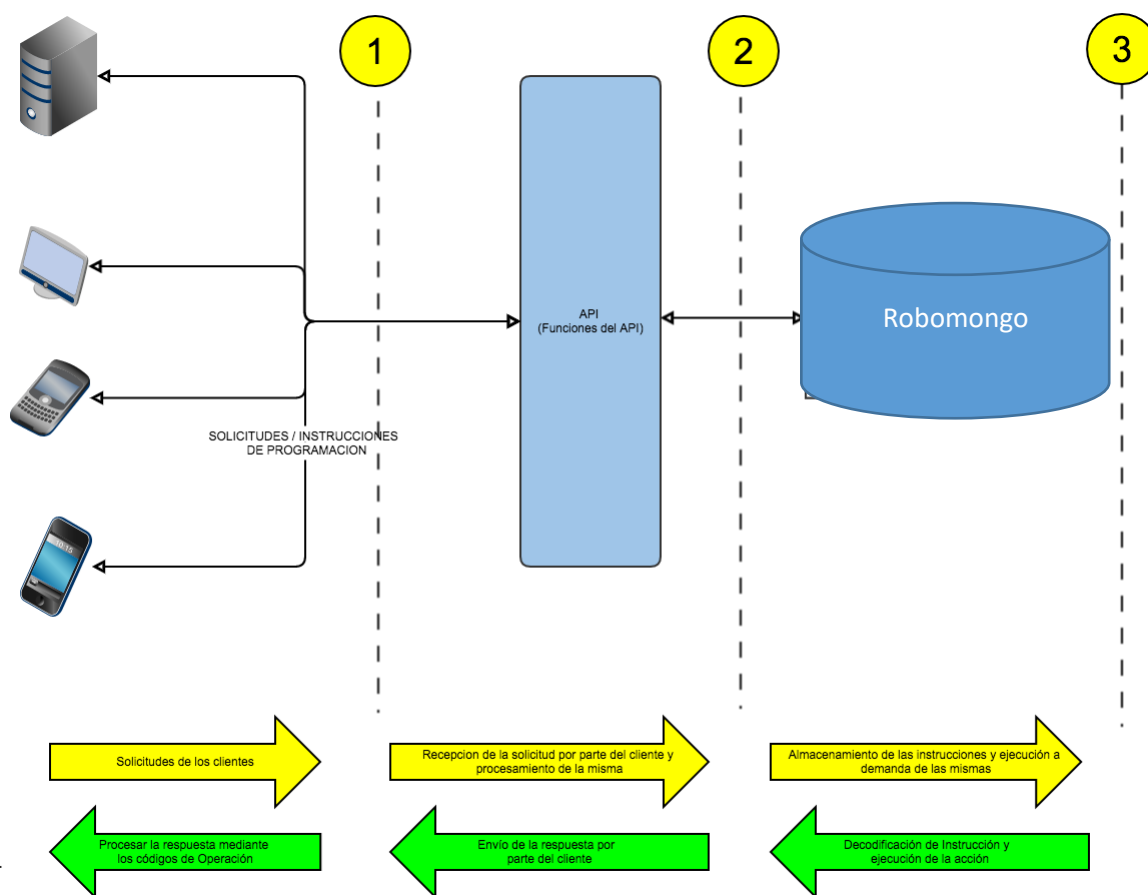 1
2
3
API
(Funciones del API)
Robomongo
SOLICITUDES / INSTRUCCIONES
DE PROGRAMACION
10:15
Solicitudes de los clientes
Recepcion de la solicitud por parte del cliente y
procesamiento de la misma
Almacenamiento de las instrucciones y ejecución a
demanda de las mismas
Procesar la respuesta mediante
los códigos de Operación
Envío de la respuesta por
parte del cliente
Decodificación de Instrucción y
ejecución de la acción